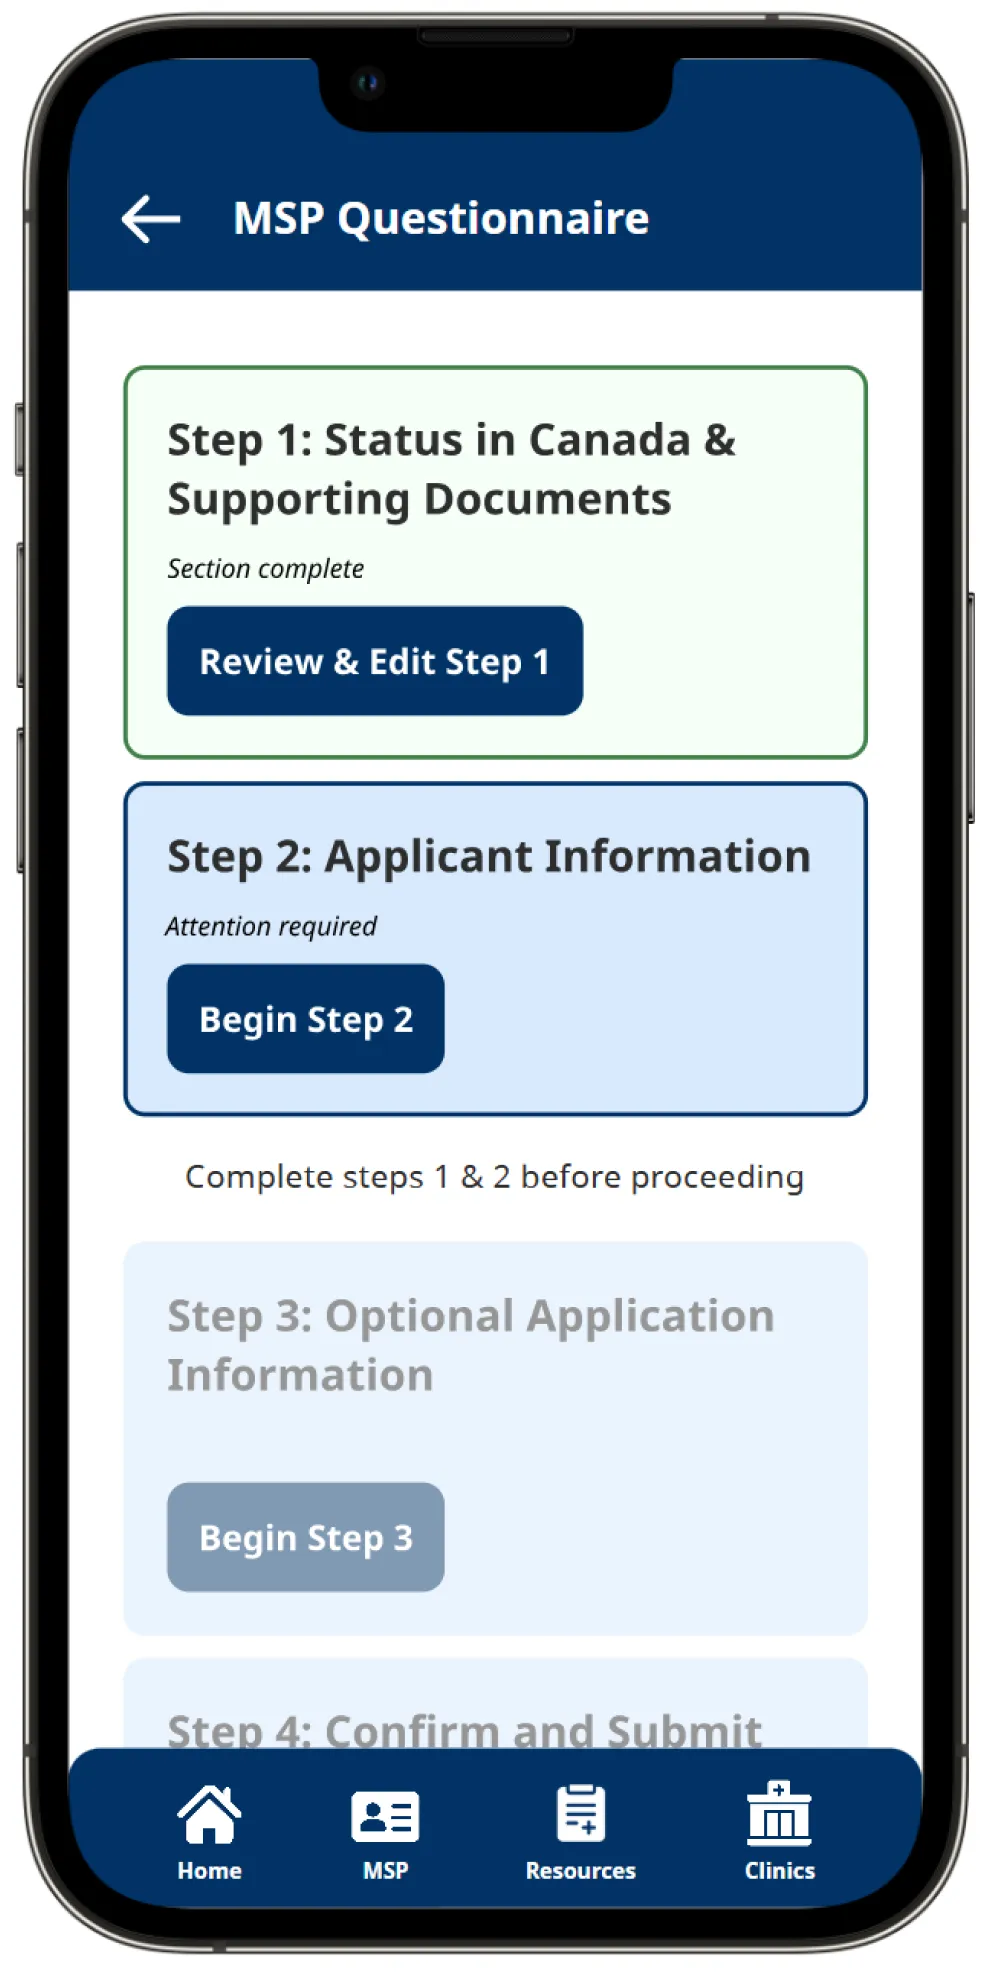 MSP Questionnaire
Step 1: Status in Canada &
Supporting Documents
Section complete
Review & Edit Step 1
Step 2: Applicant Information
Attention required
Begin Step 2
Complete steps 1 & 2 before proceeding
Step 3: Optional Application
Information
Begin Step 3
Step 4: Confirm and Submit
Home
MSP
Resources
Clinics